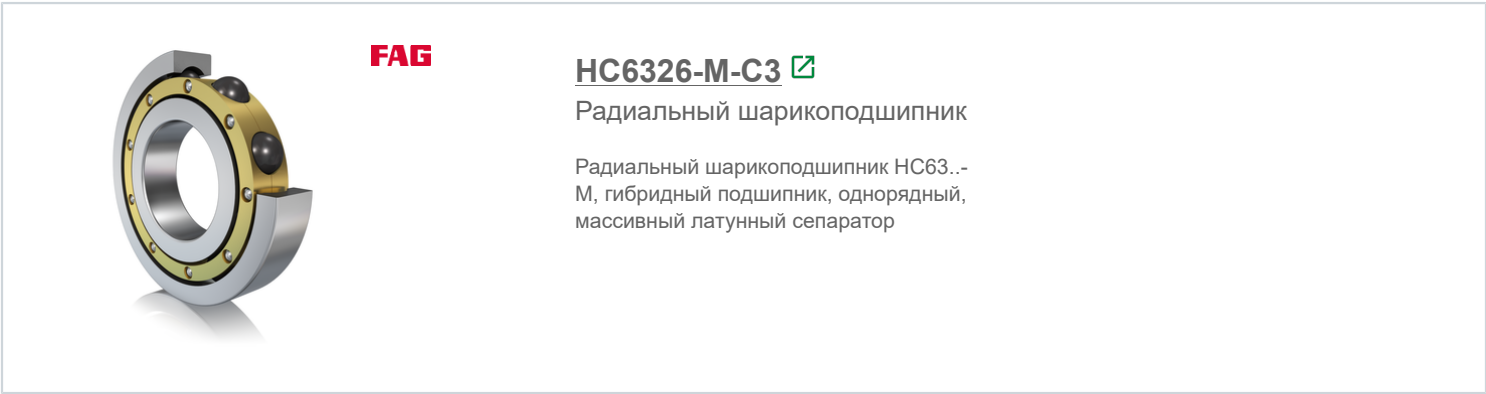 FAG
HC6326-M-C3
Радиальный шарикоподшипник
Радиальный шарикоподшипник HC63..-
M, гибридный подшипник, однорядный,
массивный латунный сепаратор